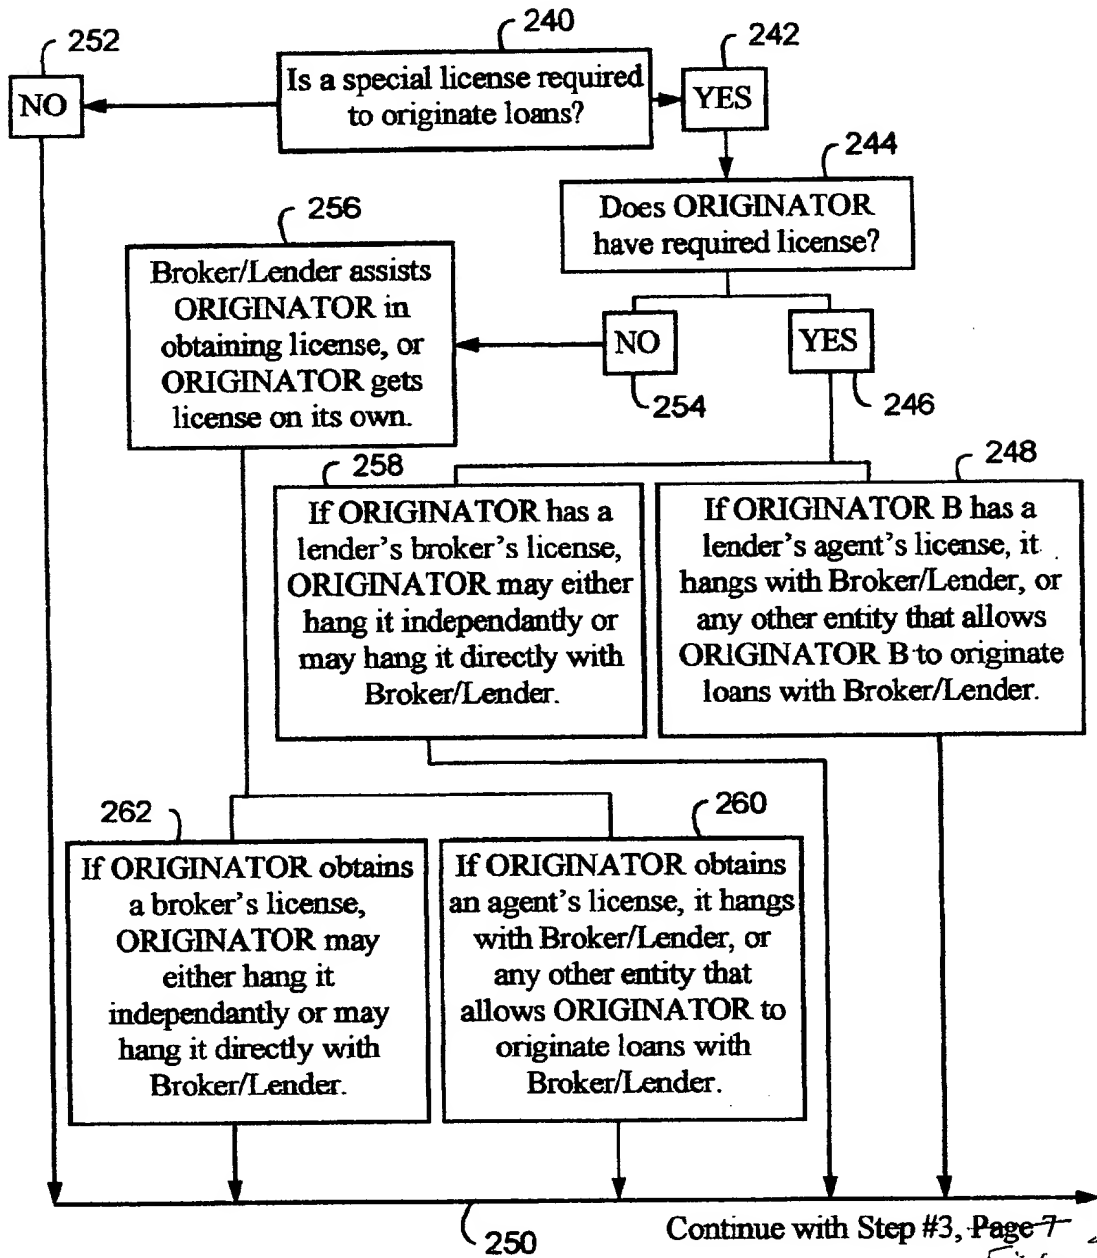 240
252
242
Is a special license required
to originate loans?
NO
YES
244
Does ORIGINATOR
have required license?
256
Broker/Lender assists
ORIGINATOR in
obtaining license, or
ORIGINATOR gets
license on its own.
NO
YES
254
246
258
248
If ORIGINATOR has a
lender's broker's license,
ORIGINATOR may either
hang it independantly or
may hang it directly with
Broker/Lender.
If ORIGINATOR B has a
lender's agent's license, it
hangs with Broker/Lender, or
any other entity that allows
ORIGINATOR B to originate
loans with Broker/Lender.
262
260
If ORIGINATOR obtains
a broker's license,
ORIGINATOR may
either hang it
independantly or may
hang it directly with
Broker/Lender.
If ORIGINATOR obtains
an agent's license, it hangs
with Broker/Lender, or
any other entity that
allows ORIGINATOR to
originate loans with
Broker/Lender.
250
Continue with Step #3, Page 7